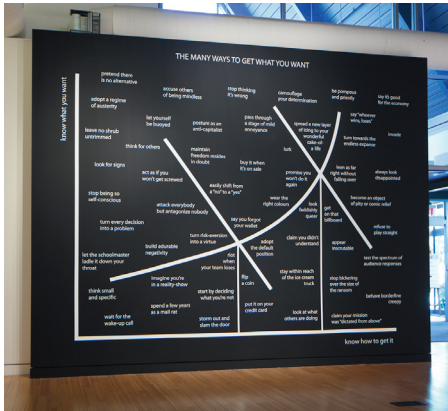 THE MANY WAYS TO GET WHAT YOU WANT
know what you want
pretend there
is no alternative
accuse others
of being mindless
stop thinking
it's wrong
camouflage
your determination
be pompous
and priestly
say it's good
for the economy
adopt a regime
of austerity
let yourself
be buoyed
posture as an
anti-capitalist
pass through
a stage of mild
annoyance
spread a new layer
of icing to your
wonderful
cake-of
a life
say "whoever
wins, loses"
invade
leave no shrub
untrimmed
think for others
maintain
freedom resides
in doubt
lurk
turn towards the
endless expanse
look for signs
act as if you
won't get screwed
buy it when
it's on sale
promise you
won't do it
again
lean as far
right without
falling over
always look
disappointed
stop being so
self-conscious
easily shift from
a "no" to a "yes"
attack everybody
but antagonize nobody
wear the
right colours
look
foolishly
queer
get
on that
billboard
become an object
of pity or comic relief
turn every decision
into a problem
say you forgot
your wallet
refuse to
play straight
turn risk-aversion
into a virtue
adopt
the default
position
claim you didn't
understand
appear
inscrutable
build adorable
negativity
let the schoolmaster
ladle it down your
throat
riot
when
your team loses
test the spectrum of
audience responses
imagine you're
in a reality-show
flip
a coin
stay within reach
of the ice cream
truck
stop bickering
over the size of
the ransom
think small
and specific
start by deciding
what you're not
behave borderline
creepy
spend a few years
as a mall rat
put it on your
credit card
wait for the
wake-up call
storm out and
slam the door
look at what
others are doing
claim your mission
was "dictated from above"
know how to get it